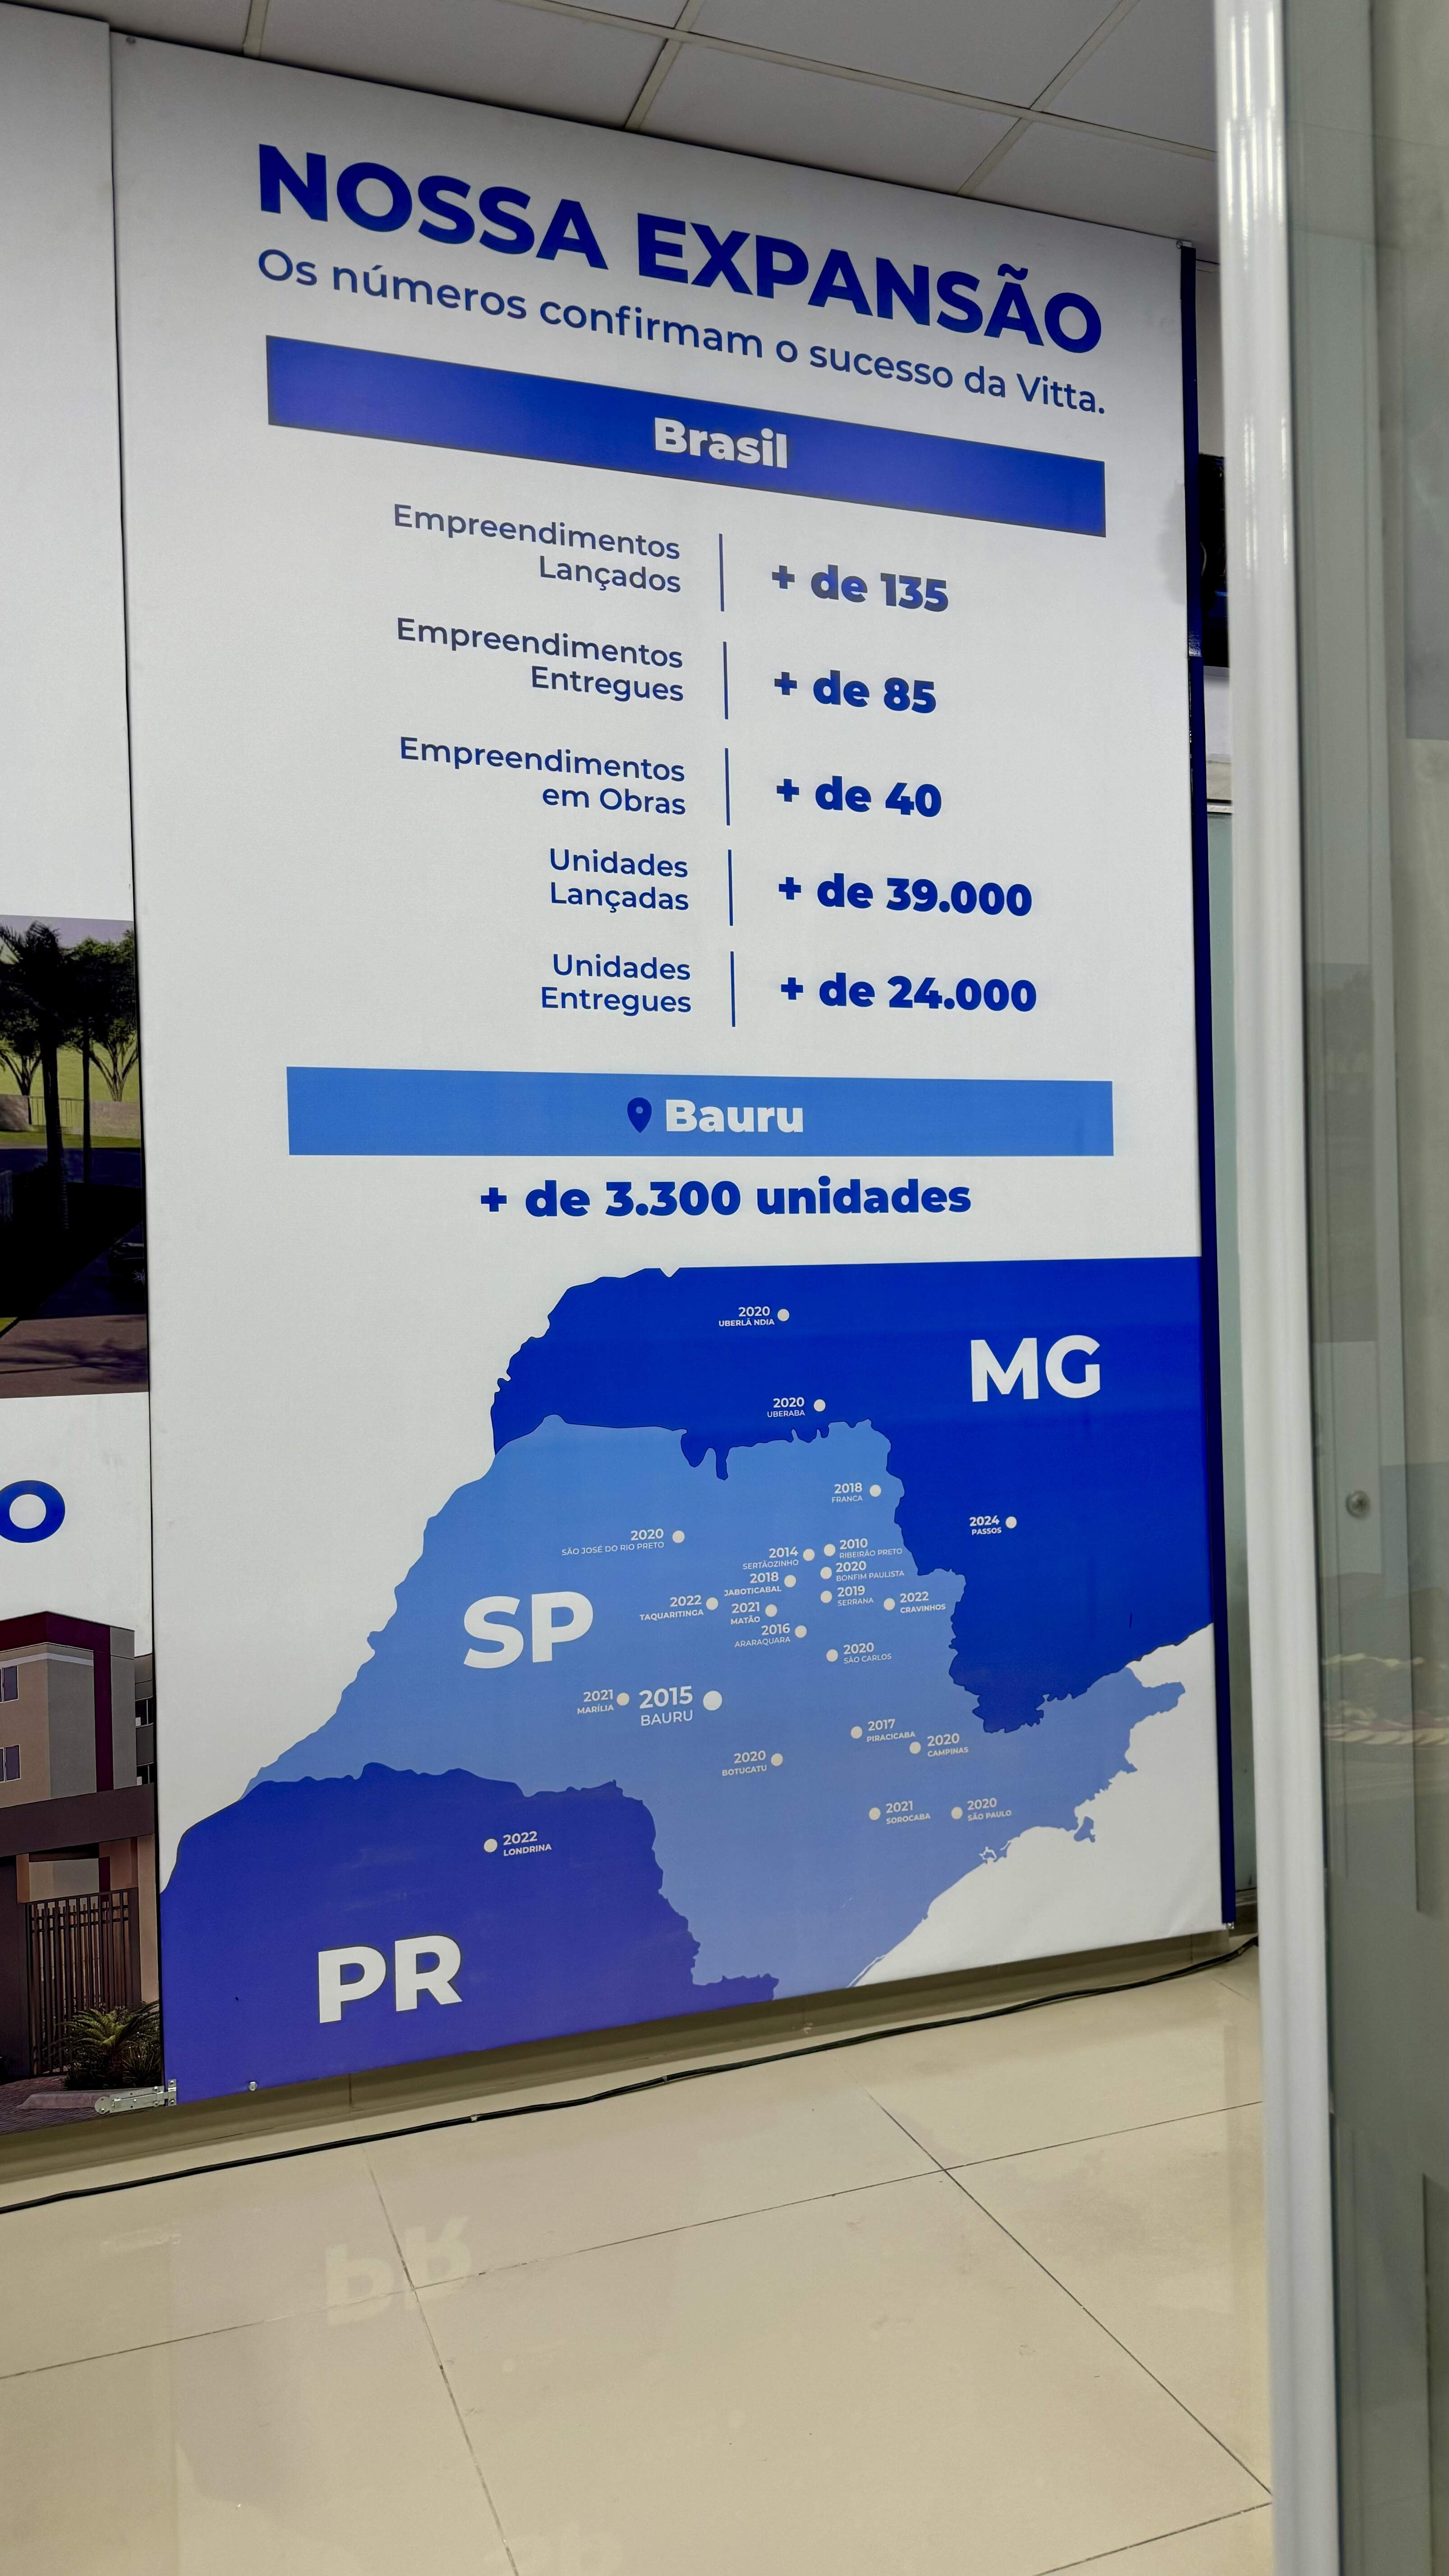 NOSSA EXPANSÃO
Os números confirmam o sucesso da Vitta.
Brasil
Empreendimentos
Lançados
+ de 135
Empreendimentos
Entregues
+ de 85
Empreendimentos
em Obras
+ de 40
Unidades
Lançadas
+ de 39.000
Unidades
Entregues
+ de 24.000
Bauru
+ de 3.300 unidades
2020
UBERLÂ NDIA
MG
2020
UBERABA
2018
FRANCA
2024
PASSOS
2020
SÃO JOSÉ DO RIO PRETO
2014
SERTÃOZINHO
2010
RIBEIRÃO PRETO
2020
BONFIM PAULISTA
2018
JABOTICABAL
2019
SERRANA
2022
CRAVINHOS
SP
2022
TAQUARITINGA
2021
MATÃO
2016
ARARAQUARA
2020
SÃO CARLOS
2021
MARÍLIA
2015
BAURU
2017
PIRACICABA
2020
CAMPINAS
2020
BOTUCATU
2021
SOROCABA
2020
SÃO PAULO
2022
LONDRINA
PR
O